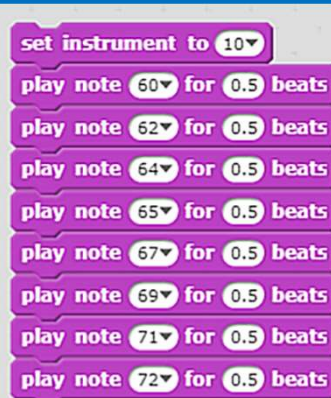 set instrument to 10
play note 60 for 0.5 beats
play note 62 for 0.5 beats
play note 64 for 0.5 beats
play note 65 for 0.5 beats
play note 67 for 0.5 beats
play note 69 for 0.5 beats
play note 71 for 0.5 beats
play note 72 for 0.5 beats